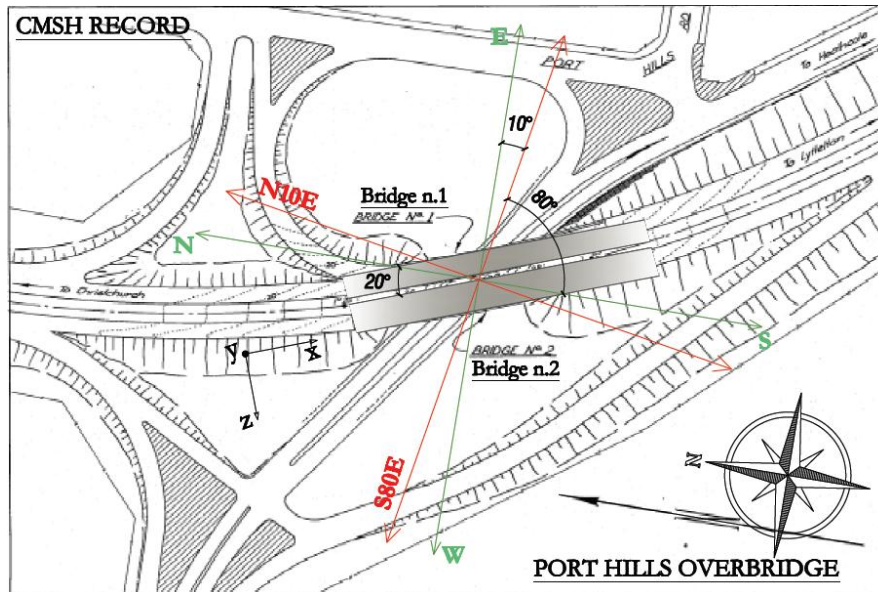 CMSH RECORD
E
PORT
HILLS
RD
To Heathcote
10°
To Lyttelton
N10E
Bridge n.1
BRIDGE Nº 1
80°
N
20°
To Christchurch
S
y
x
z
BRIDGE Nº 2
Bridge n.2
S80E
W
N
PORT HILLS OVERBRIDGE